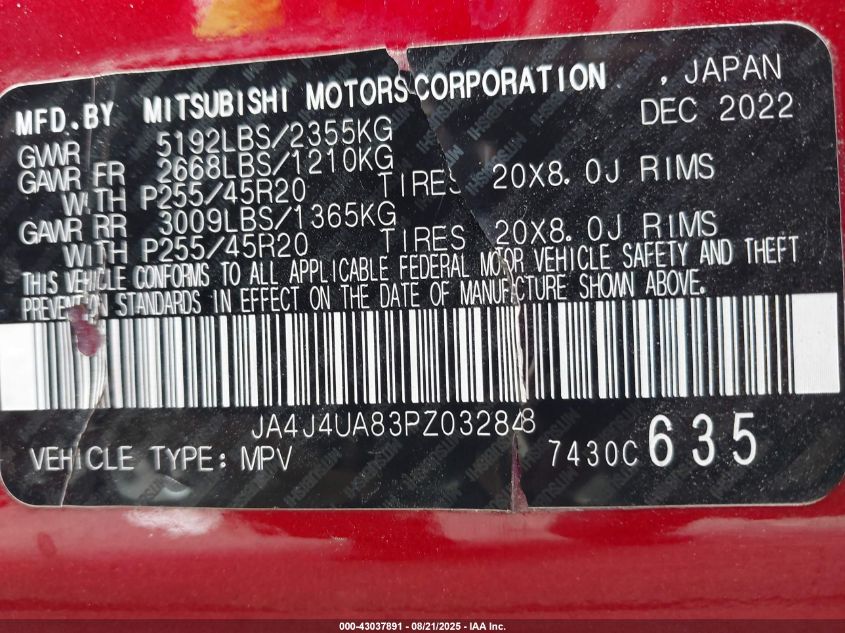 MFD.BY MITSUBISHI MOTORS CORPORATION , JAPAN
GVWR 5192LBS/2355KG DEC 2022
GAWR FR 2668LBS/1210KG
WITH P255/45R20 TIRES 20X8.0J RIMS
GAWR RR 3009LBS/1365KG
WITH P255/45R20 TIRES 20X8.0J RIMS
THIS VEHICLE CONFORMS TO ALL APPLICABLE FEDERAL MOTOR VEHICLE SAFETY AND THEFT
PREVENTION STANDARDS IN EFFECT ON THE DATE OF MANUFACTURE SHOWN ABOVE.
JA4J4UA83PZ032848
VEHICLE TYPE: MPV 7430C 635
000-43037891 - 08/21/2025 - IAA Inc.